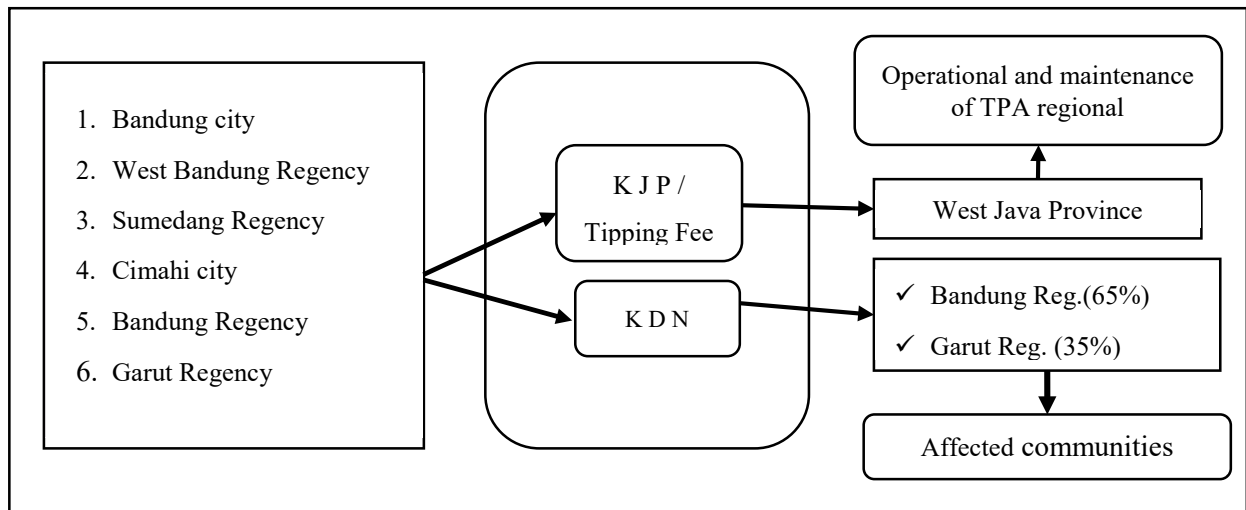 1. Bandung city
2. West Bandung Regency
3. Sumedang Regency
4. Cimahi city
5. Bandung Regency
6. Garut Regency
K J P /
Tipping Fee
K D N
Operational and maintenance
of TPA regional
West Java Province
✓ Bandung Reg.(65%)
✓ Garut Reg. (35%)
Affected communities